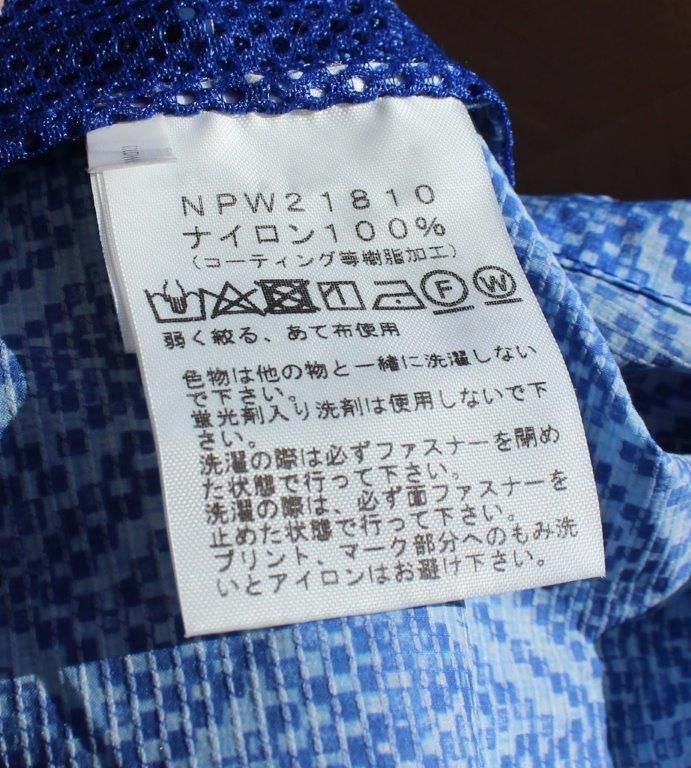 NPW21810
ナイロン100%
(コーティング等樹脂加工)
F W
弱く絞る、あて布使用
色物は他の物と一緒に洗濯しない
で下さい。
蛍光剤入り洗剤は使用しないで下
さい。
洗濯の際は必ずファスナーを閉め
た状態で行って下さい。
洗濯の際は、必ず面ファスナーを
止めた状態で行って下さい。
プリント、マーク部分へのもみ洗
いとアイロンはお避け下さい。